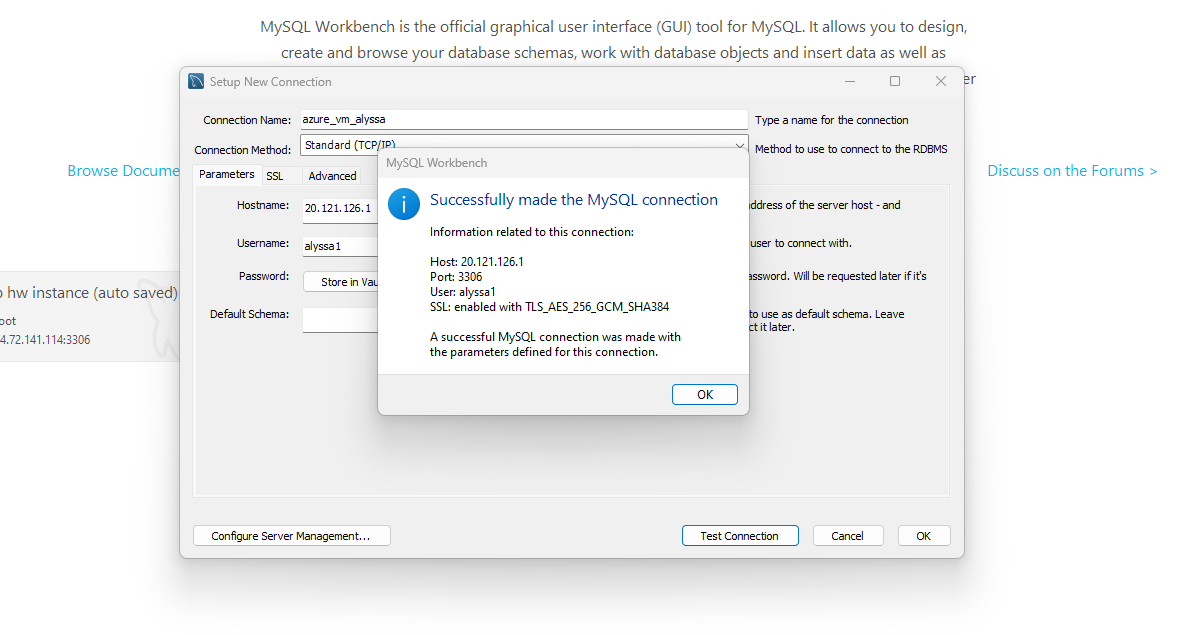 MySQL Workbench is the official graphical user interface (GUI) tool for MySQL. It allows you to design,
create and browse your database schemas, work with database objects and insert data as well as
er
Setup New Connection
Connection Name: azure_vm_alyssa Type a name for the connection
Connection Method: Standard (TCP/IP) Method to use to connect to the RDBMS
Browse Docume
Discuss on the Forums >
Parameters SSL Advanced
Hostname: 20.121.126.1 address of the server host - and
Username: alyssa1 user to connect with.
Password: Store in Vau assword. Will be requested later if it's
Default Schema: to use as default schema. Leave
ct it later.
MySQL Workbench
Successfully made the MySQL connection
Information related to this connection:
Host: 20.121.126.1
Port: 3306
User: alyssa1
SSL: enabled with TLS_AES_256_GCM_SHA384
A successful MySQL connection was made with
the parameters defined for this connection.
OK
hw instance (auto saved)
oot
4.72.141.114:3306
Configure Server Management... Test Connection Cancel OK